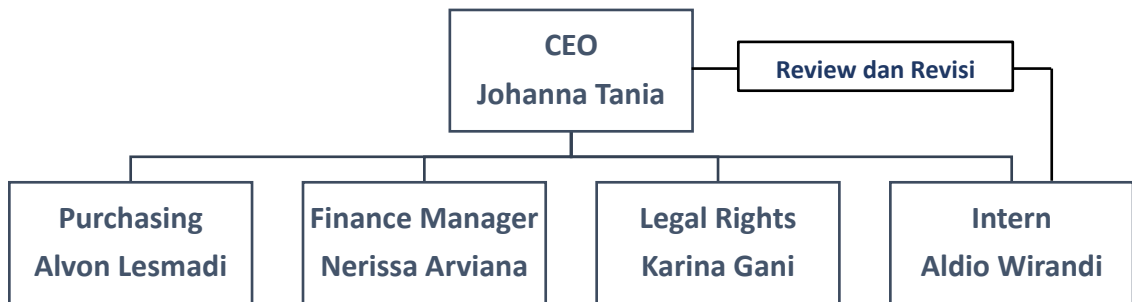 CEO
Johanna Tania
Review dan Revisi
Purchasing
Alvon Lesmadi
Finance Manager
Nerissa Arviana
Legal Rights
Karina Gani
Intern
Aldio Wirandi